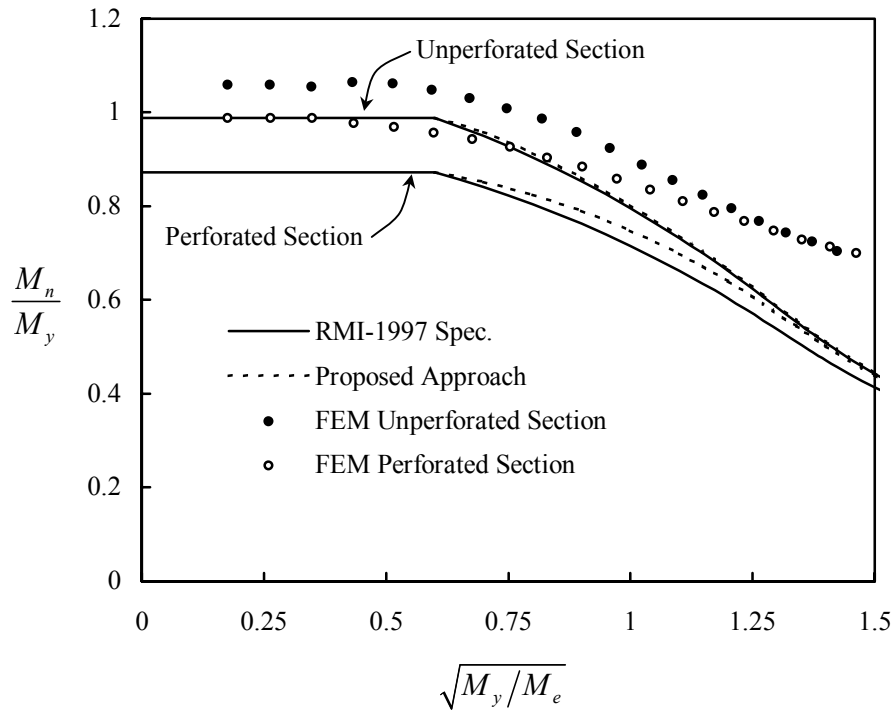 1.2
1
0.8
0.6
0.4
0.2
0
M_n
M_y
Unperforated Section
Perforated Section
RMI-1997 Spec.
Proposed Approach
FEM Unperforated Section
FEM Perforated Section
0 0.25 0.5 0.75 1 1.25 1.5
√M_y/M_e